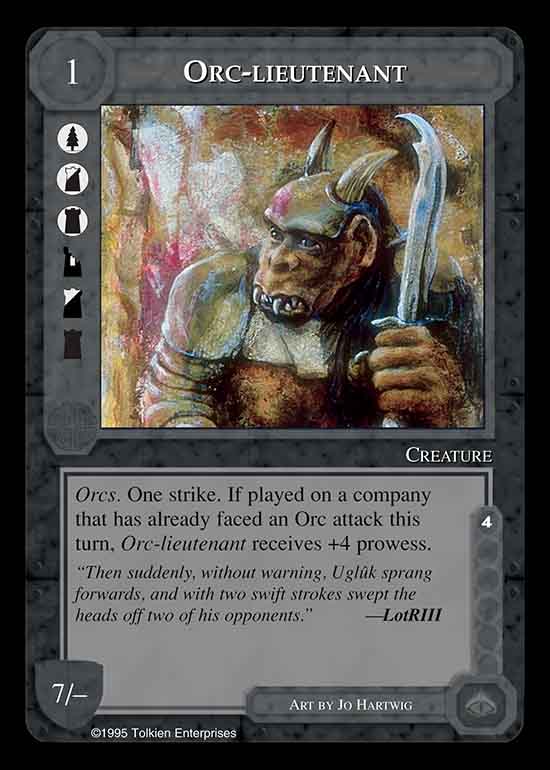 1
ORC-LIEUTENANT
CREATURE
Orcs. One strike. If played on a company
that has already faced an Orc attack this
turn, Orc-lieutenant receives +4 prowess.
4
“Then suddenly, without warning, Uglûk sprang
forwards, and with two swift strokes swept the
heads off two of his opponents.” —LotRIII
7/–
ART BY JO HARTWIG
©1995 Tolkien Enterprises